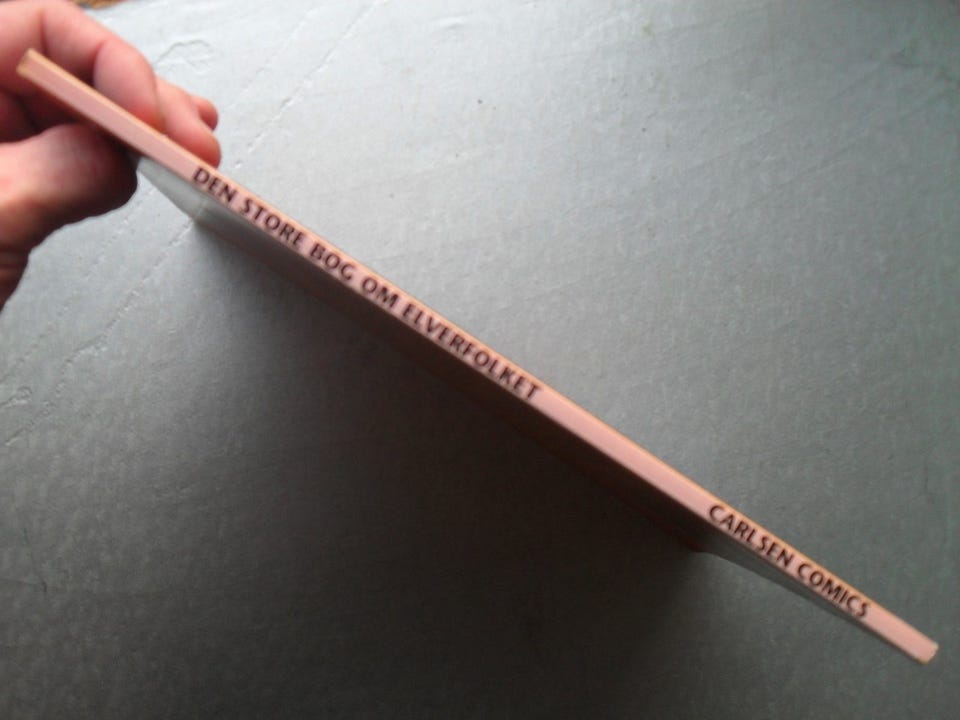 DEN STORE BOG OM ELVERFOLKET
CARLSEN COMICS